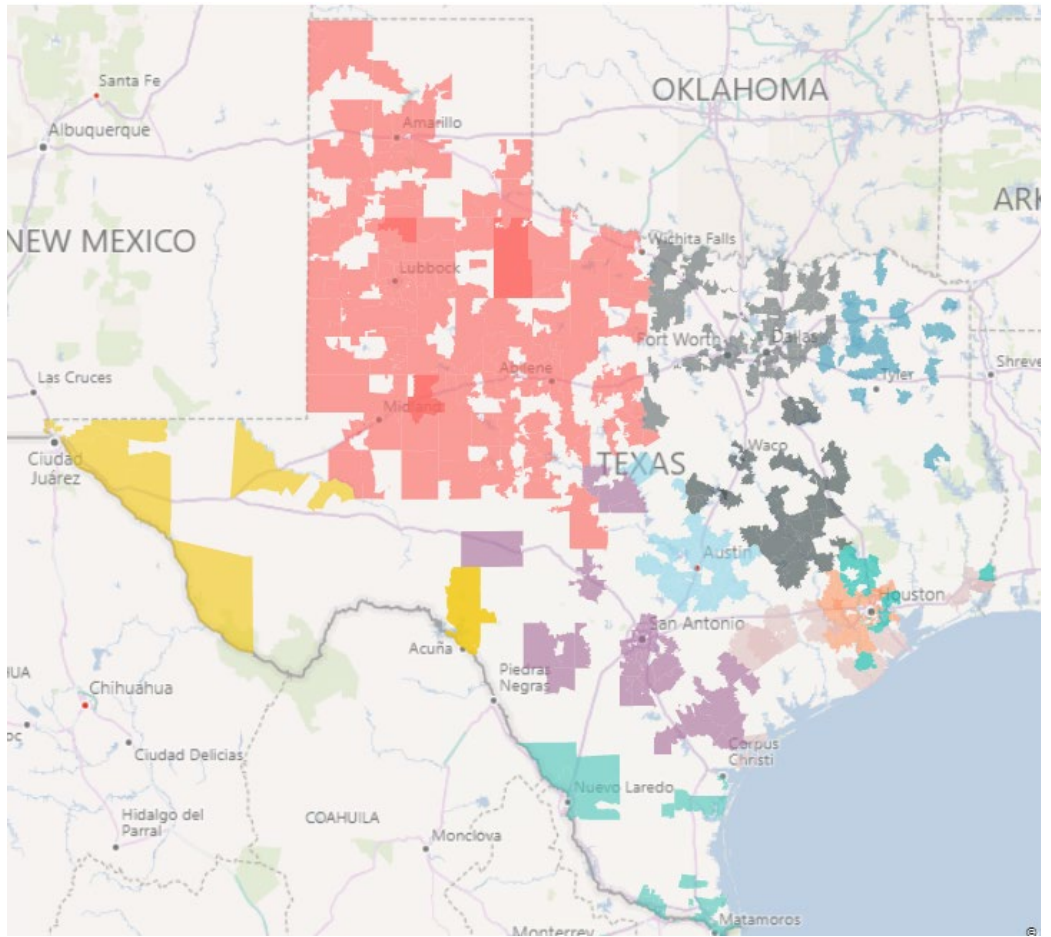 Santa Fe
OKLAHOMA
Amarillo
Albuquerque
ARK
NEW MEXICO
Wichita Falls
Lubbock
Fort Worth
Dallas
Shreve
Las Cruces
Abilene
Tyler
Midland
Ciudad
Juárez
Waco
TEXAS
Austin
Houston
San Antonio
Acuña
Piedras
Negras
HUA
Chihuahua
oc
Ciudad Delicias
Corpus
Christi
Nuevo Laredo
Hidalgo del
Parral
COAHUILA
Monclova
Matamoros
Monterrey
©